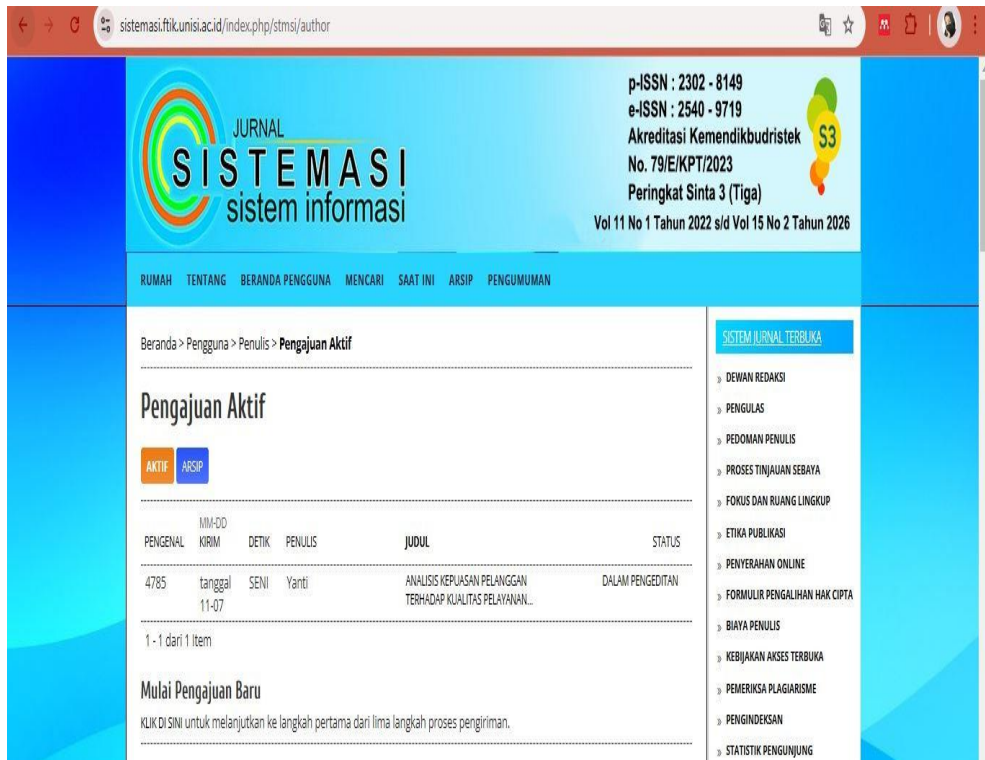 sistemasi.ftik.unisi.ac.id/index.php/stmsi/author
JURNAL
SISTEMASI
sistem informasi
p-ISSN : 2302 - 8149
e-ISSN : 2540 - 9719
Akreditasi Kemendikbudristek
No. 79/E/KPT/2023
Peringkat Sinta 3 (Tiga)
Vol 11 No 1 Tahun 2022 s/d Vol 15 No 2 Tahun 2026
S3
RUMAH TENTANG BERANDA PENGGUNA MENCARI SAAT INI ARSIP PENGUMUMAN
Beranda > Pengguna > Penulis > Pengajuan Aktif
Pengajuan Aktif
AKTIF ARSIP
MM-DD
PENGENAL KIRIM DETIK PENULIS JUDUL STATUS
4785 tanggal SENI Yanti ANALISIS KEPUASAN PELANGGAN DALAM PENGEDITAN
11-07 TERHADAP KUALITAS PELAYANAN...
1 - 1 dari 1 Item
Mulai Pengajuan Baru
KLIK DI SINI untuk melanjutkan ke langkah pertama dari lima langkah proses pengiriman.
SISTEM JURNAL TERBUKA
» DEWAN REDAKSI
» PENGULAS
» PEDOMAN PENULIS
» PROSES TINJAUAN SEBAYA
» FOKUS DAN RUANG LINGKUP
» ETIKA PUBLIKASI
» PENYERAHAN ONLINE
» FORMULIR PENGALIHAN HAK CIPTA
» BIAYA PENULIS
» KEBIJAKAN AKSES TERBUKA
» PEMERIKSA PLAGIARISME
» PENGINDEKSAN
» STATISTIK PENGUNJUNG